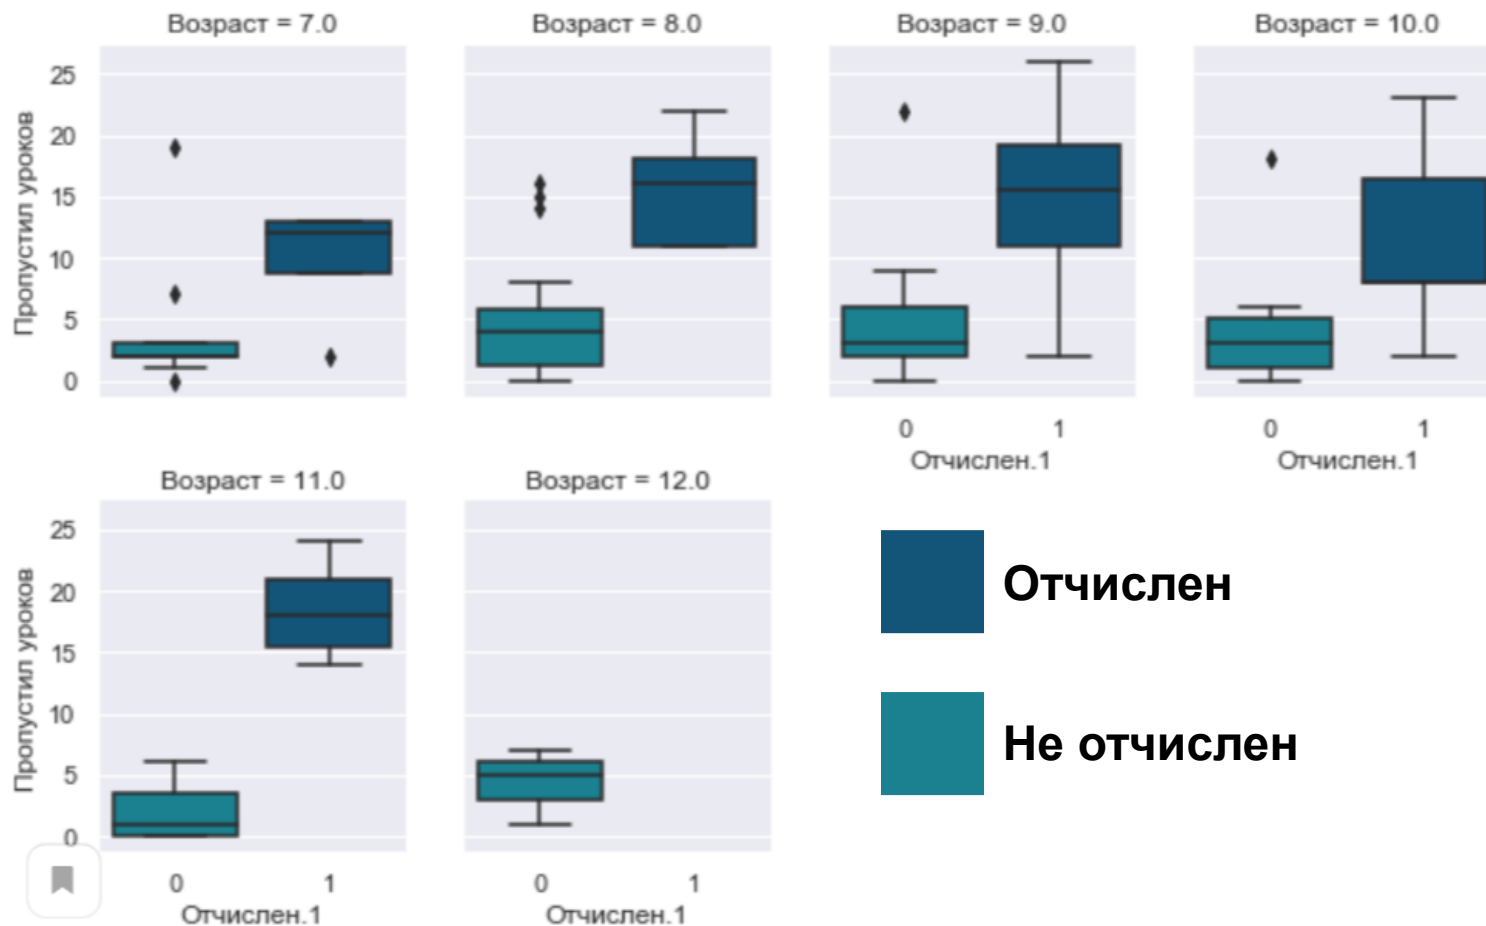 Возраст = 7.0
Возраст = 8.0
Возраст = 9.0
Возраст = 10.0
Пропустил уроков
25
20
15
10
5
0
0 1
Отчислен.1
0 1
Отчислен.1
Возраст = 11.0
Возраст = 12.0
Пропустил уроков
25
20
15
10
5
0
0 1
Отчислен.1
0 1
Отчислен.1
Отчислен
Не отчислен